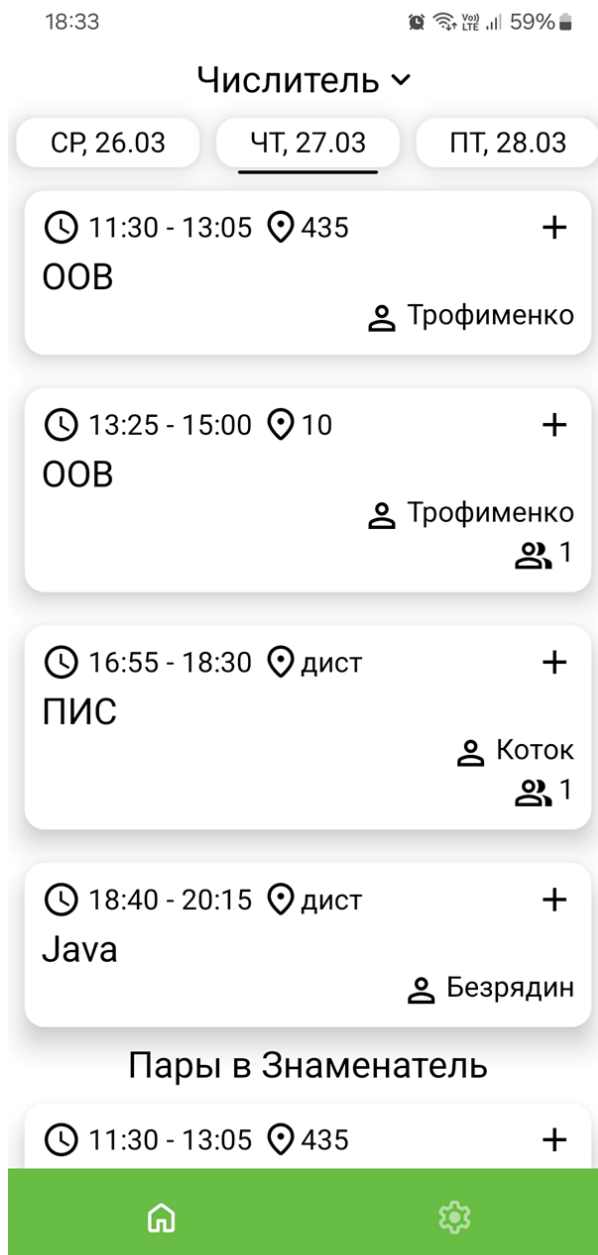 18:33 Vo)) LTE 59%
Числитель
СР, 26.03 ЧТ, 27.03 ПТ, 28.03
11:30 - 13:05 435 +
ООВ
Трофименко
13:25 - 15:00 10 +
ООВ
Трофименко
1
16:55 - 18:30 дист +
ПИС
Коток
1
18:40 - 20:15 дист +
Java
Безрядин
Пары в Знаменатель
11:30 - 13:05 435 +